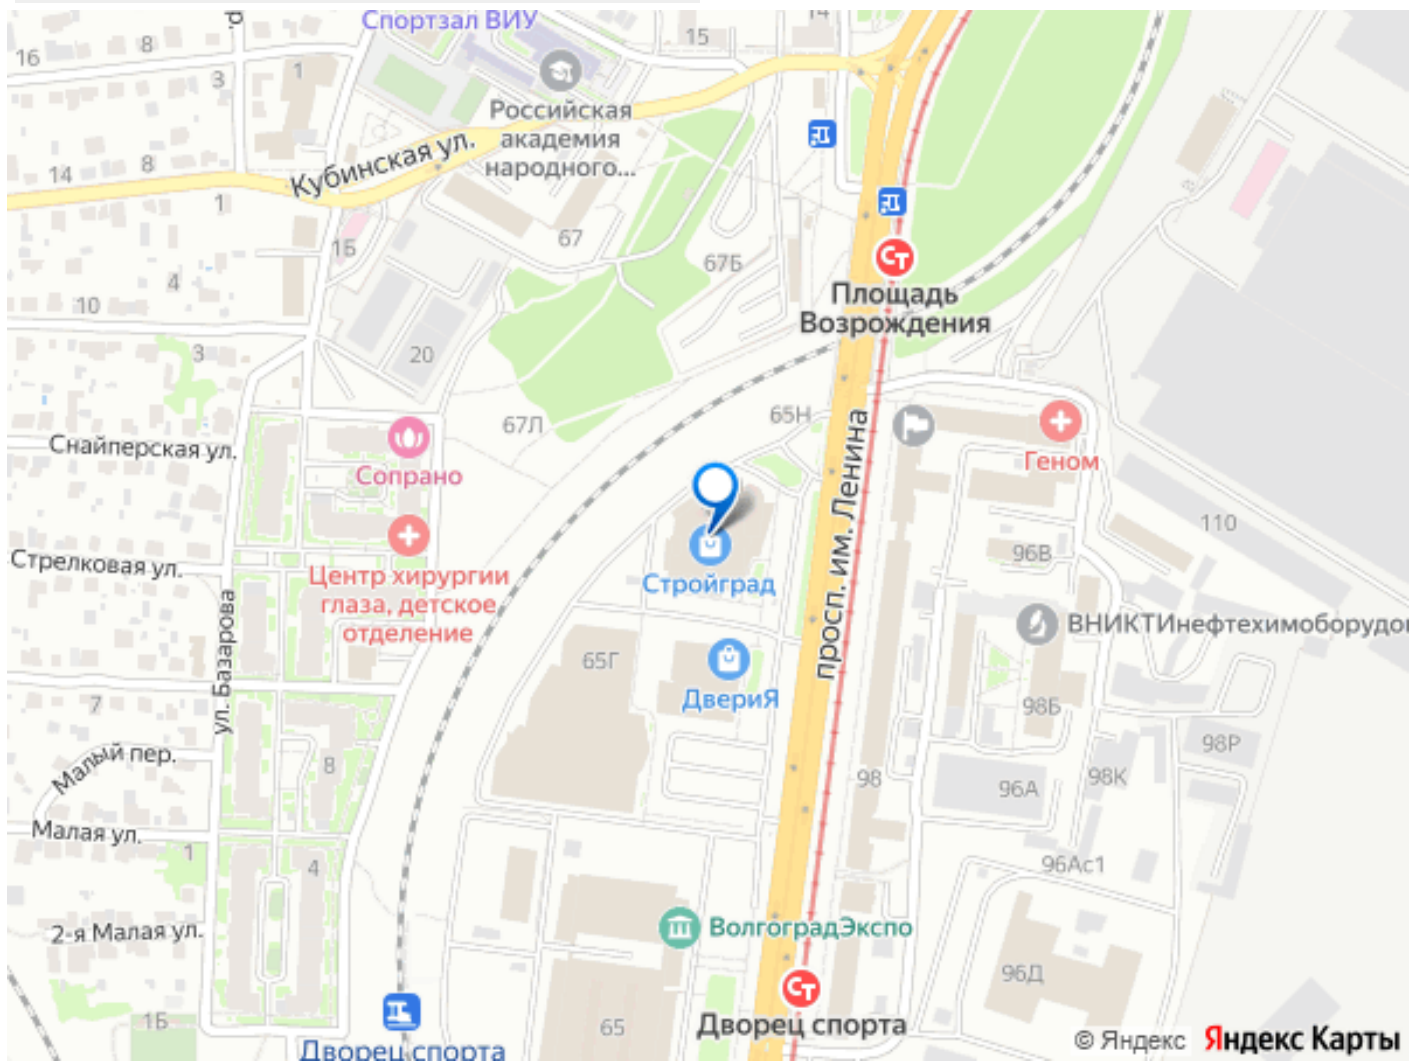 Спортзал ВИУ
14
15
16
8
3
1
Российская
академия
народного...
Кубинская ул.
14
8
1
1Б
67
67Б
4
10
Площадь
Возрождения
3
20
67Л
65Н
Снайперская ул.
Сопрано
просп. им. Ленина
Геном
110
96В
Стрелковая ул.
Центр хирургии
глаза, детское
отделение
Стройград
ВНИКТИнефтехимоборудо
ул. Базарова
65Г
ДвериЯ
7
98Б
98Р
Малый пер.
8
98
96А
98К
Малая ул.
1
4
96Ас1
2-я Малая ул.
ВолгоградЭкспо
96Д
1Б
65
Дворец спорта
Дворец спорта
© Яндекс Яндекс Карты